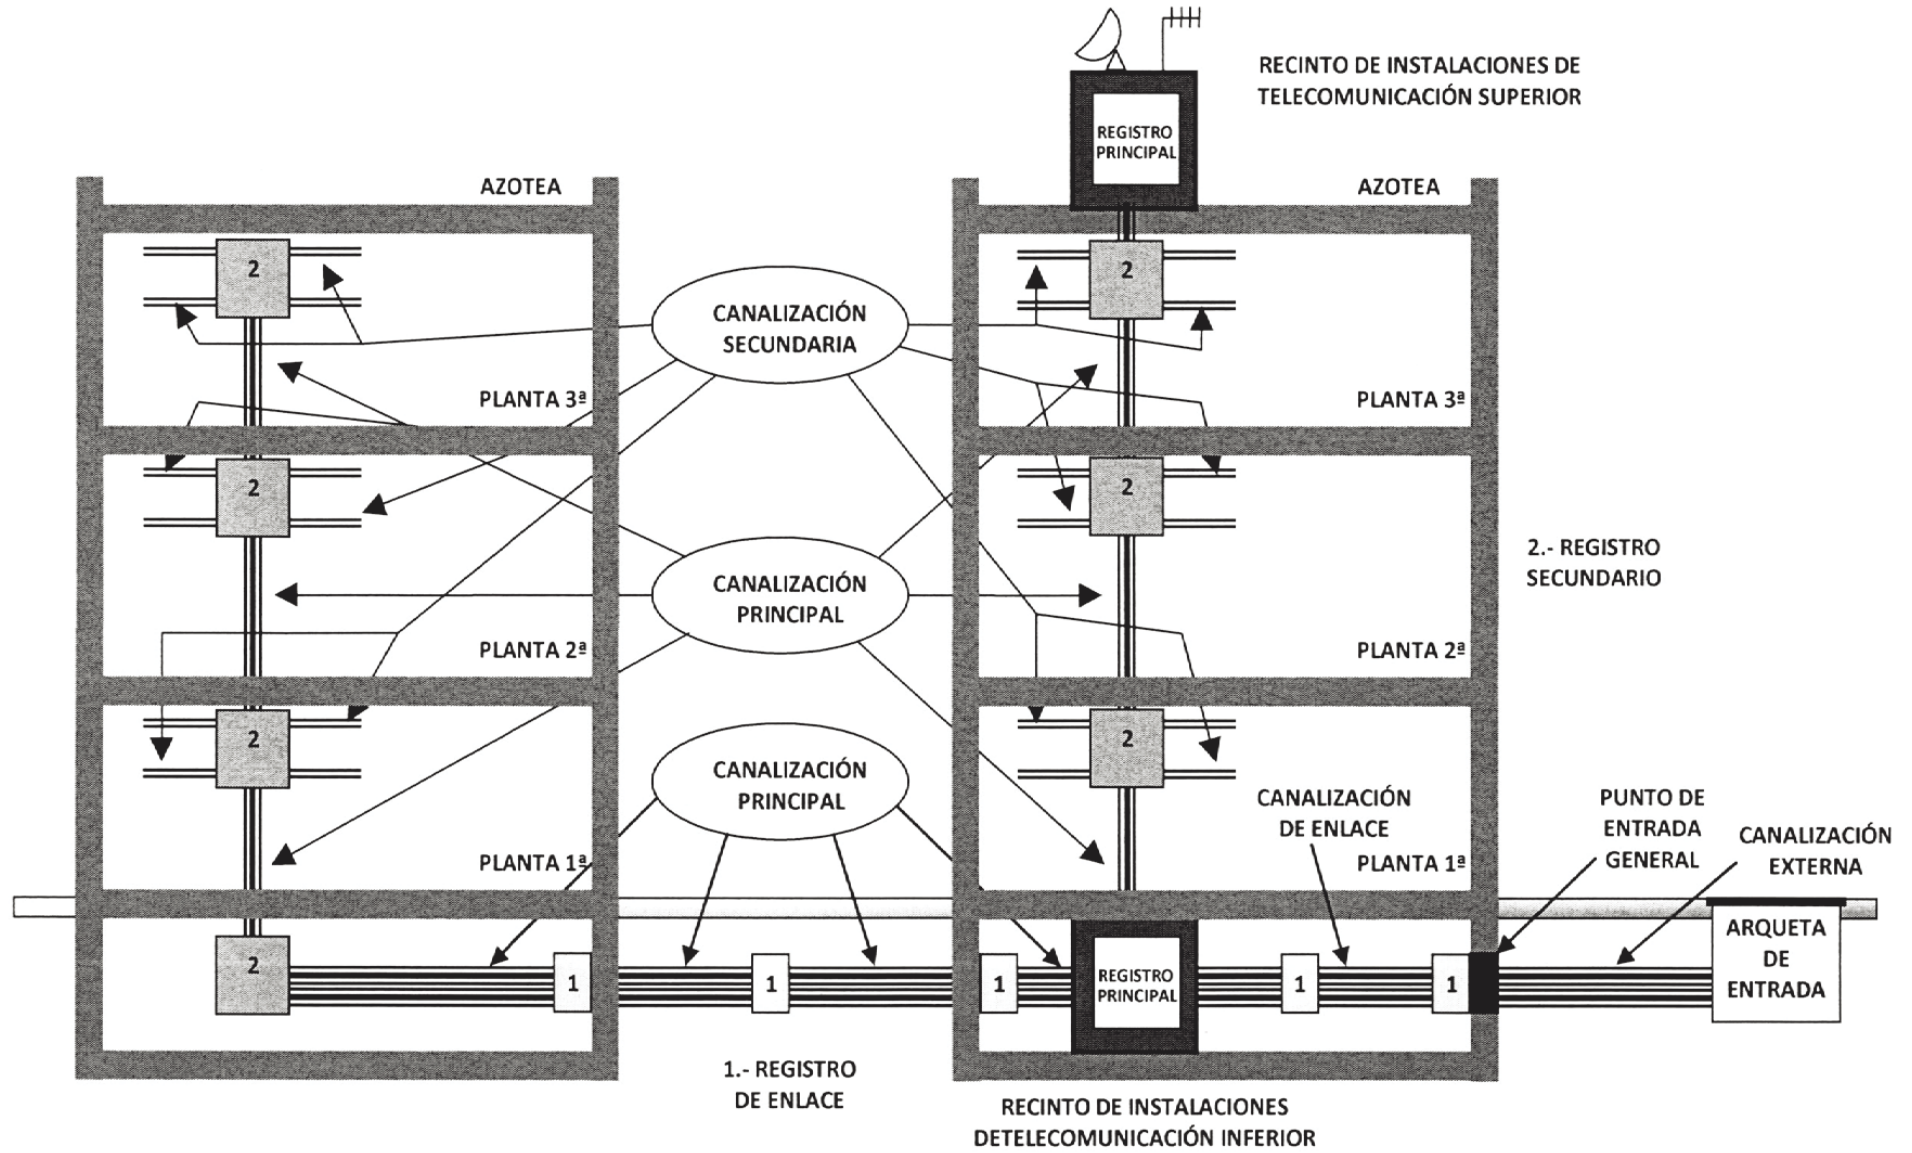 RECINTO DE INSTALACIONES DE
TELECOMUNICACIÓN SUPERIOR
REGISTRO
PRINCIPAL
AZOTEA
AZOTEA
2
2
CANALIZACIÓN
SECUNDARIA
PLANTA 3ª
PLANTA 3ª
2
2
2.- REGISTRO
SECUNDARIO
CANALIZACIÓN
PRINCIPAL
PLANTA 2ª
PLANTA 2ª
2
2
CANALIZACIÓN
PRINCIPAL
CANALIZACIÓN
DE ENLACE
PUNTO DE
ENTRADA
GENERAL
CANALIZACIÓN
EXTERNA
PLANTA 1ª
PLANTA 1ª
2
1
1
1
REGISTRO
PRINCIPAL
1
1
ARQUETA
DE
ENTRADA
1.- REGISTRO
DE ENLACE
RECINTO DE INSTALACIONES
DETELECOMUNICACIÓN INFERIOR